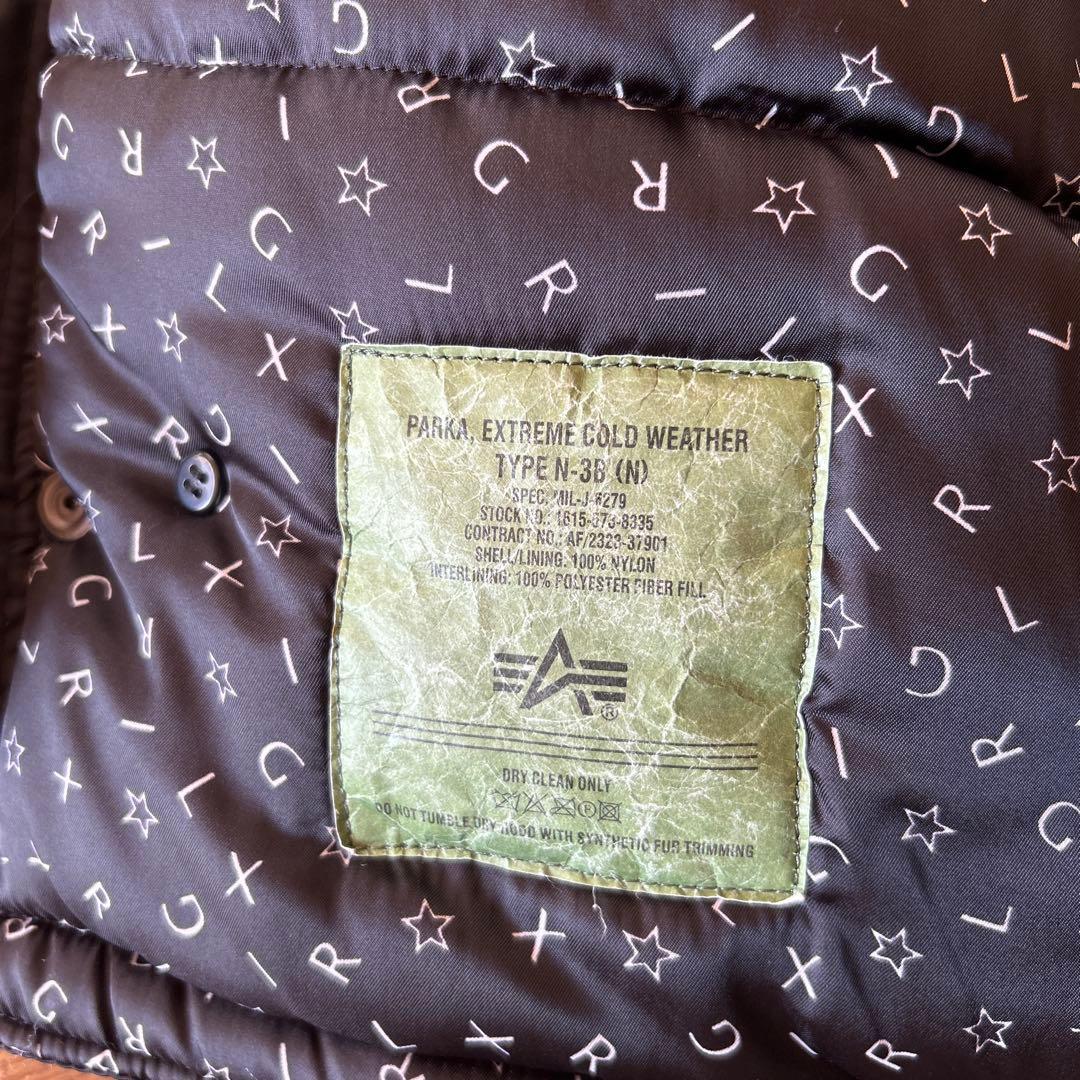 PARKA, EXTREME COLD WEATHER
TYPE N-3B (N)
SPEC. MIL-J-6279
STOCK NO.: 1615-573-8335
CONTRACT NO.: AF/2323-37901
SHELL/LINING: 100% NYLON
INTERLINING: 100% POLYESTER FIBER FILL
®
DRY CLEAN ONLY
DO NOT TUMBLE DRY HOOD WITH SYNTHETIC FUR TRIMMING